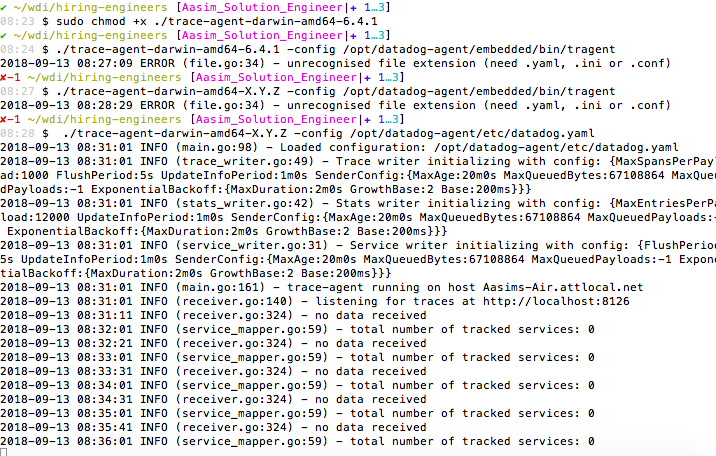 ✔ ~/wdi/hiring-engineers [Aasim_Solution_Engineer|✚ 1…3]
08:23 $ sudo chmod +x ./trace-agent-darwin-amd64-6.4.1
✔ ~/wdi/hiring-engineers [Aasim_Solution_Engineer|✚ 1…3]
08:24 $ ./trace-agent-darwin-amd64-6.4.1 -config /opt/datadog-agent/embedded/bin/tragent
2018-09-13 08:27:09 ERROR (file.go:34) - unrecognised file extension (need .yaml, .ini or .conf)
✘-1 ~/wdi/hiring-engineers [Aasim_Solution_Engineer|✚ 1…3]
08:27 $ ./trace-agent-darwin-amd64-X.Y.Z -config /opt/datadog-agent/embedded/bin/tragent
2018-09-13 08:28:29 ERROR (file.go:34) - unrecognised file extension (need .yaml, .ini or .conf)
✘-1 ~/wdi/hiring-engineers [Aasim_Solution_Engineer|✚ 1…3]
08:28 $  ./trace-agent-darwin-amd64-X.Y.Z -config /opt/datadog-agent/etc/datadog.yaml
2018-09-13 08:31:01 INFO (main.go:98) - Loaded configuration: /opt/datadog-agent/etc/datadog.yaml
2018-09-13 08:31:01 INFO (trace_writer.go:49) - Trace writer initializing with config: {MaxSpansPerPayl
ad:1000 FlushPeriod:5s UpdateInfoPeriod:1m0s SenderConfig:{MaxAge:20m0s MaxQueuedBytes:67108864 MaxQueu
dPayloads:-1 ExponentialBackoff:{MaxDuration:2m0s GrowthBase:2 Base:200ms}}}
2018-09-13 08:31:01 INFO (stats_writer.go:42) - Stats writer initializing with config: {MaxEntriesPerPa
load:12000 UpdateInfoPeriod:1m0s SenderConfig:{MaxAge:20m0s MaxQueuedBytes:67108864 MaxQueuedPayloads:-
 ExponentialBackoff:{MaxDuration:2m0s GrowthBase:2 Base:200ms}}}
2018-09-13 08:31:01 INFO (service_writer.go:31) - Service writer initializing with config: {FlushPeriod
5s UpdateInfoPeriod:1m0s SenderConfig:{MaxAge:20m0s MaxQueuedBytes:67108864 MaxQueuedPayloads:-1 Expone
tialBackoff:{MaxDuration:2m0s GrowthBase:2 Base:200ms}}}
2018-09-13 08:31:01 INFO (main.go:161) - trace-agent running on host Aasims-Air.attlocal.net
2018-09-13 08:31:01 INFO (receiver.go:140) - listening for traces at http://localhost:8126
2018-09-13 08:31:11 INFO (receiver.go:324) - no data received
2018-09-13 08:32:01 INFO (service_mapper.go:59) - total number of tracked services: 0
2018-09-13 08:32:21 INFO (receiver.go:324) - no data received
2018-09-13 08:33:01 INFO (service_mapper.go:59) - total number of tracked services: 0
2018-09-13 08:33:31 INFO (receiver.go:324) - no data received
2018-09-13 08:34:01 INFO (service_mapper.go:59) - total number of tracked services: 0
2018-09-13 08:34:31 INFO (receiver.go:324) - no data received
2018-09-13 08:35:01 INFO (service_mapper.go:59) - total number of tracked services: 0
2018-09-13 08:35:41 INFO (receiver.go:324) - no data received
2018-09-13 08:36:01 INFO (service_mapper.go:59) - total number of tracked services: 0